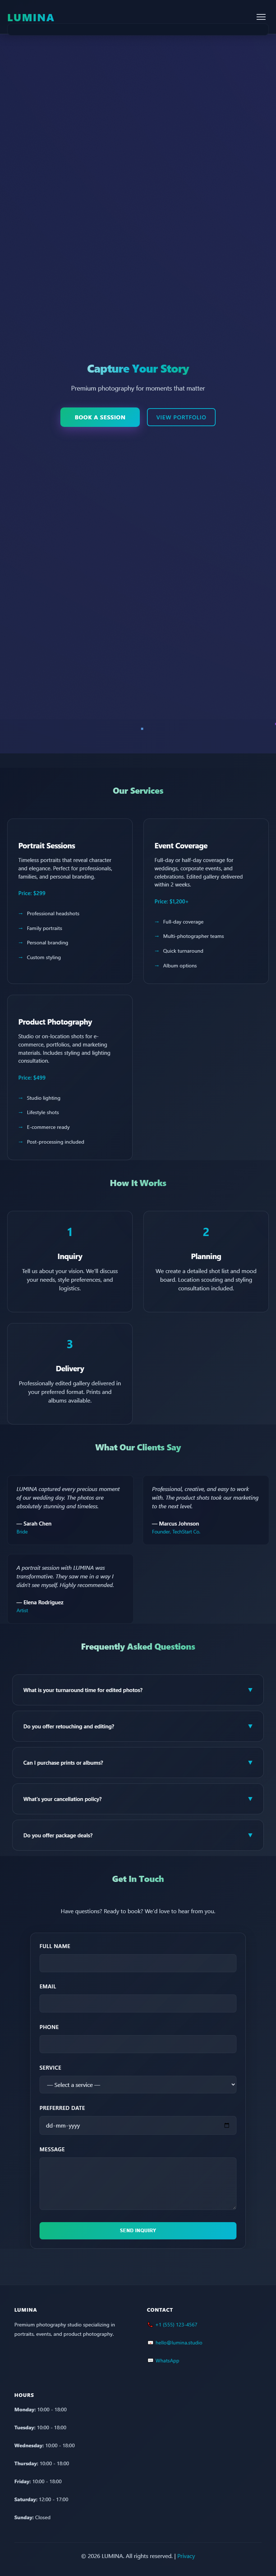 LUMINA
Capture Your Story
Premium photography for moments that matter
BOOK A SESSION
VIEW PORTFOLIO
Our Services
Portrait Sessions
Timeless portraits that reveal character
and elegance. Perfect for professionals,
families, and personal branding.
Price: $299
→ Professional headshots
→ Family portraits
→ Personal branding
→ Custom styling
Event Coverage
Full-day or half-day coverage for
weddings, corporate events, and
celebrations. Edited gallery delivered
within 2 weeks.
Price: $1,200+
→ Full-day coverage
→ Multi-photographer teams
→ Quick turnaround
→ Album options
Product Photography
Studio or on-location shots for e-
commerce, portfolios, and marketing
materials. Includes styling and lighting
consultation.
Price: $499
→ Studio lighting
→ Lifestyle shots
→ E-commerce ready
→ Post-processing included
How It Works
1
Inquiry
Tell us about your vision. We'll discuss
your needs, style preferences, and
logistics.
2
Planning
We create a detailed shot list and mood
board. Location scouting and styling
consultation included.
3
Delivery
Professionally edited gallery delivered in
your preferred format. Prints and
albums available.
What Our Clients Say
LUMINA captured every precious moment
of our wedding day. The photos are
absolutely stunning and timeless.
— Sarah Chen
Bride
Professional, creative, and easy to work
with. The product shots took our marketing
to the next level.
— Marcus Johnson
Founder, TechStart Co.
A portrait session with LUMINA was
transformative. They saw me in a way I
didn't see myself. Highly recommended.
— Elena Rodriguez
Artist
Frequently Asked Questions
What is your turnaround time for edited photos?
Do you offer retouching and editing?
Can I purchase prints or albums?
What's your cancellation policy?
Do you offer package deals?
Get In Touch
Have questions? Ready to book? We'd love to hear from you.
FULL NAME
EMAIL
PHONE
SERVICE
— Select a service —
PREFERRED DATE
dd-mm-yyyy
MESSAGE
SEND INQUIRY
LUMINA
Premium photography studio specializing in
portraits, events, and product photography.
CONTACT
+1 (555) 123-4567
hello@lumina.studio
WhatsApp
HOURS
Monday: 10:00 - 18:00
Tuesday: 10:00 - 18:00
Wednesday: 10:00 - 18:00
Thursday: 10:00 - 18:00
Friday: 10:00 - 18:00
Saturday: 12:00 - 17:00
Sunday: Closed
© 2026 LUMINA. All rights reserved. | Privacy